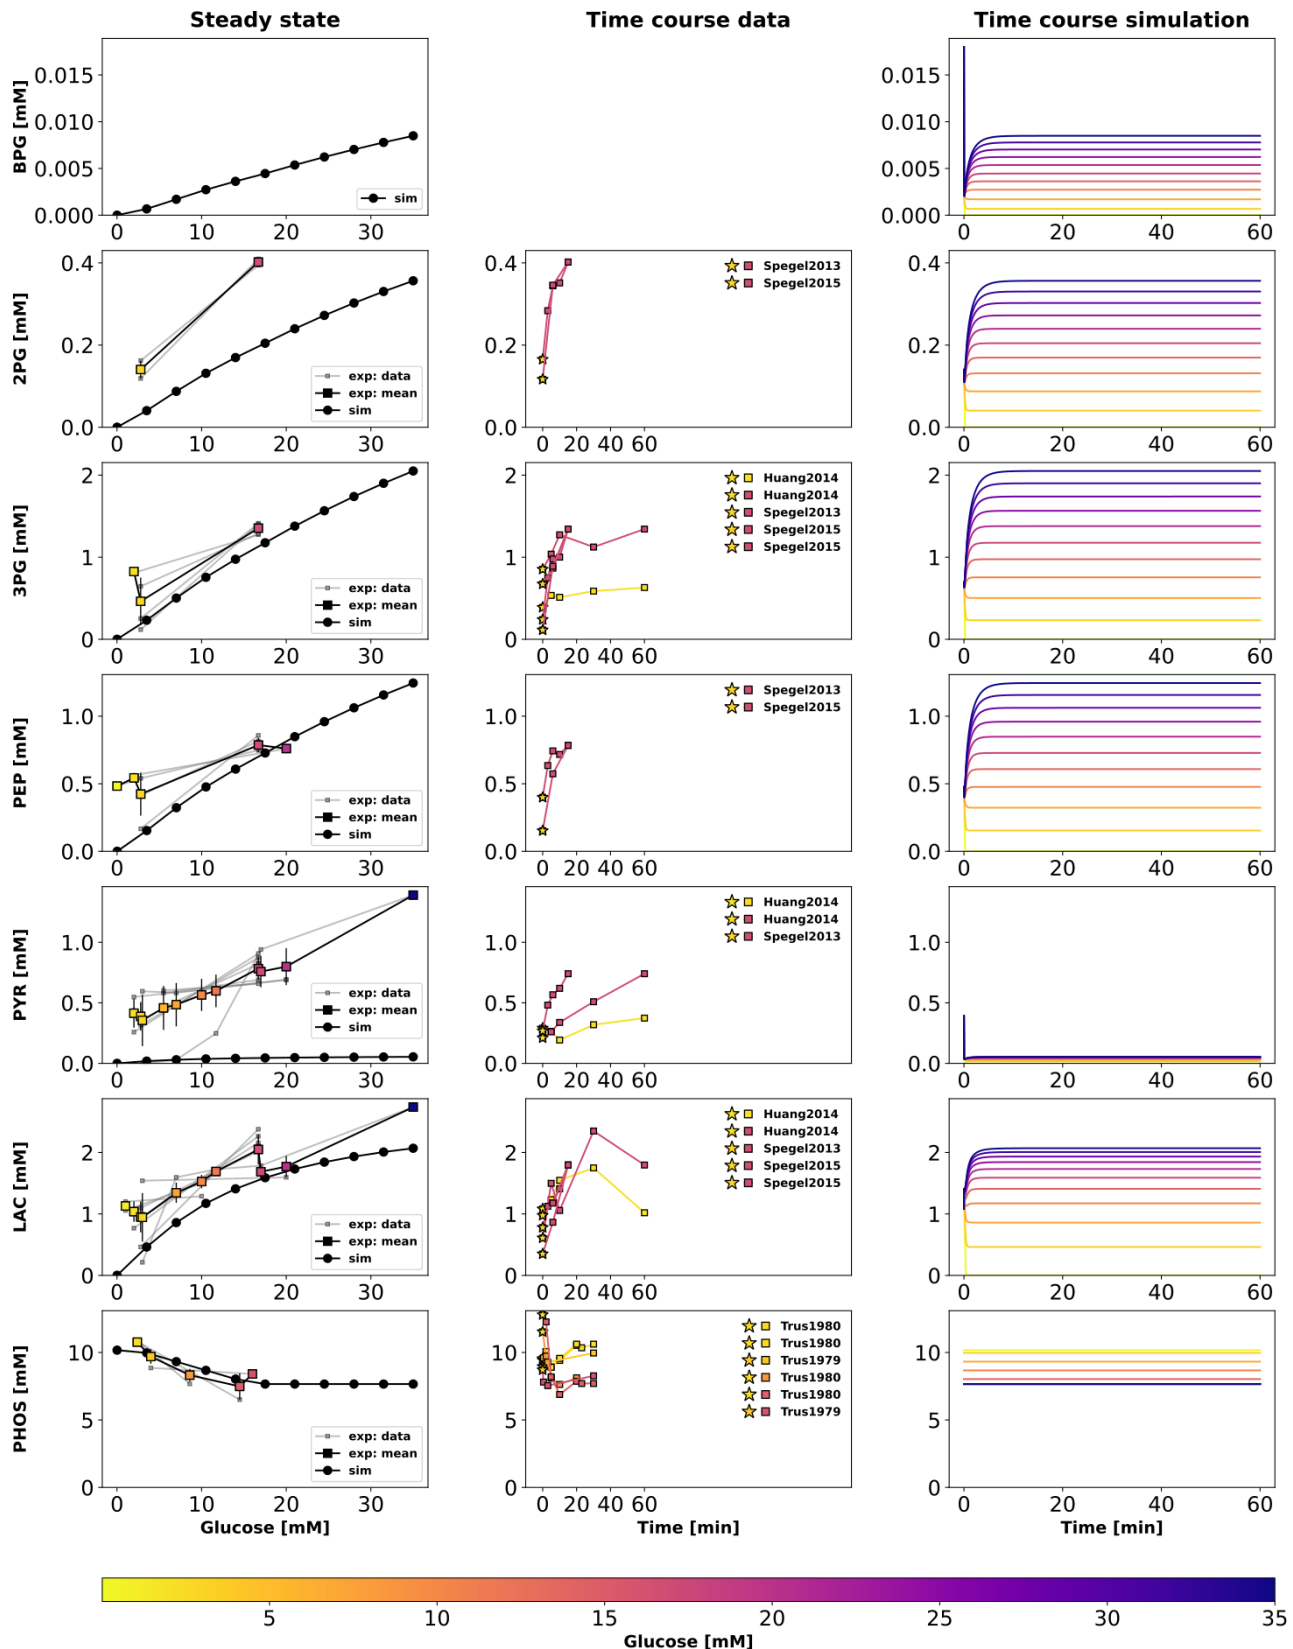 Steady state Time course data Time course simulation
BPG [mM]
0.015
0.010
0.005
0.000
0 10 20 30
sim
0.015
0.010
0.005
0.000
0 20 40 60
2PG [mM]
0.4
0.2
0.0
0 10 20 30
exp: data
exp: mean
sim
0.4
0.2
0.0
0 20 40 60
Spegel2013
Spegel2015
0.4
0.2
0.0
0 20 40 60
3PG [mM]
2
1
0
0 10 20 30
exp: data
exp: mean
sim
2
1
0
0 20 40 60
Huang2014
Huang2014
Spegel2013
Spegel2015
Spegel2015
2
1
0
0 20 40 60
PEP [mM]
1.0
0.5
0.0
0 10 20 30
exp: data
exp: mean
sim
1.0
0.5
0.0
0 20 40 60
Spegel2013
Spegel2015
1.0
0.5
0.0
0 20 40 60
PYR [mM]
1.0
0.5
0.0
0 10 20 30
exp: data
exp: mean
sim
1.0
0.5
0.0
0 20 40 60
Huang2014
Huang2014
Spegel2013
1.0
0.5
0.0
0 20 40 60
LAC [mM]
2
1
0
0 10 20 30
exp: data
exp: mean
sim
2
1
0
0 20 40 60
Huang2014
Huang2014
Spegel2013
Spegel2015
Spegel2015
2
1
0
0 20 40 60
PHOS [mM]
10
5
0
0 10 20 30
exp: data
exp: mean
sim
Glucose [mM]
10
5
0
0 20 40 60
Trus1980
Trus1980
Trus1979
Trus1980
Trus1980
Trus1979
Time [min]
10
5
0
0 20 40 60
Time [min]
5 10 15 20 25 30 35
Glucose [mM]